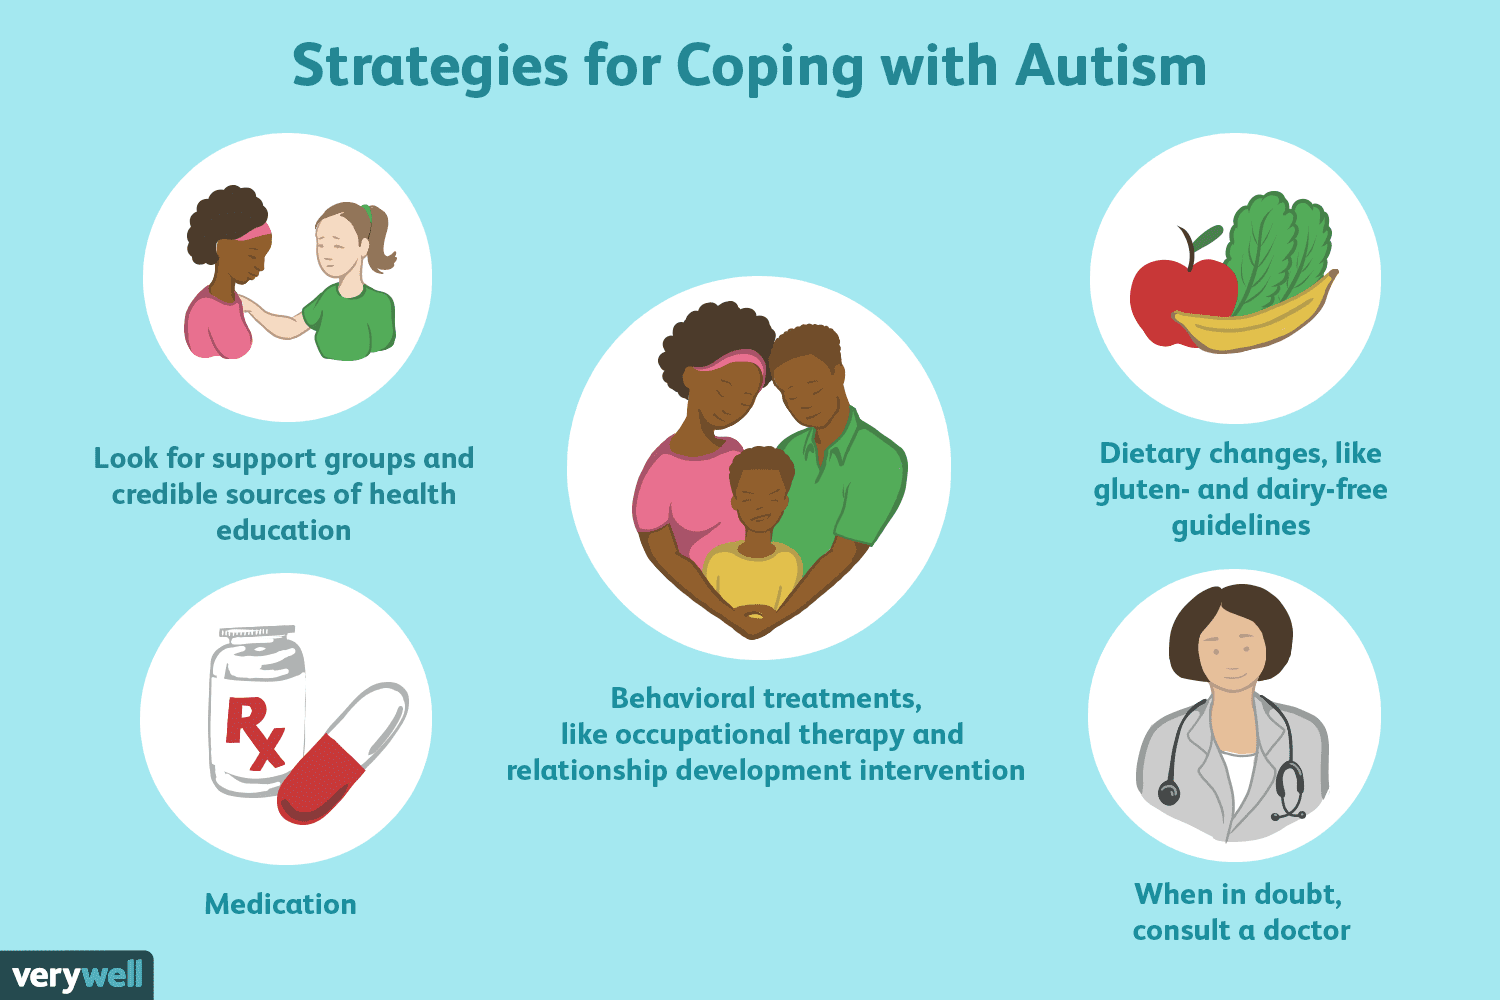 Strategies for Coping with Autism
Look for support groups and
credible sources of health
education
Dietary changes, like
gluten- and dairy-free
guidelines
Rx
Behavioral treatments,
like occupational therapy and
relationship development intervention
Medication
When in doubt,
consult a doctor
verywell